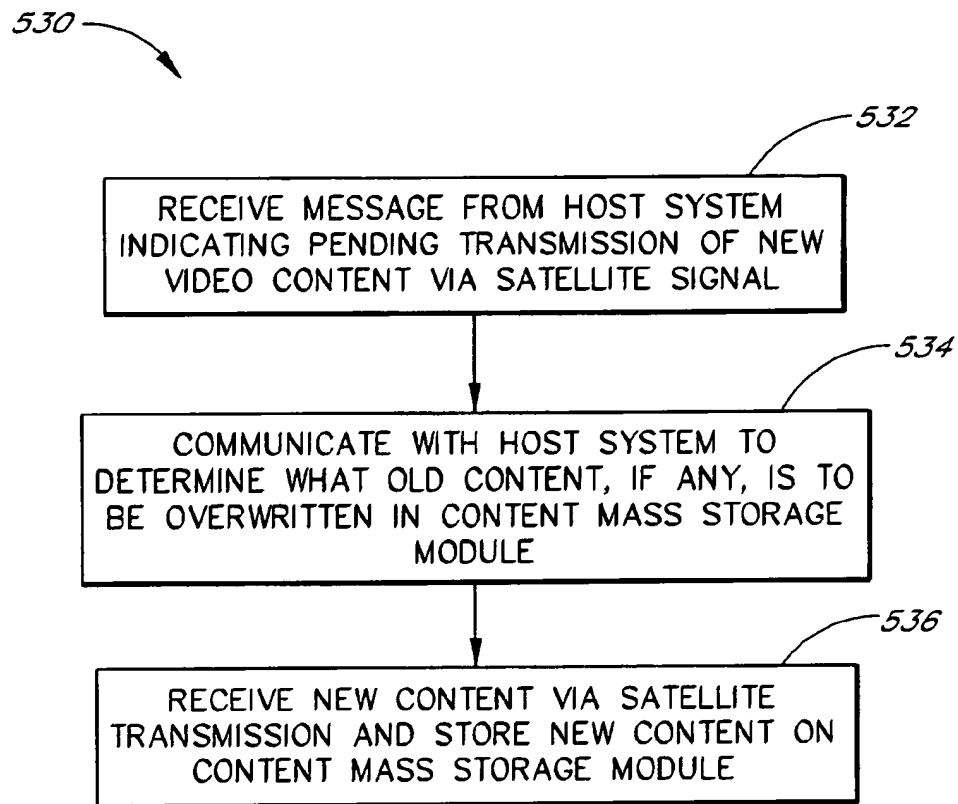 530
532
RECEIVE MESSAGE FROM HOST SYSTEM
INDICATING PENDING TRANSMISSION OF NEW
VIDEO CONTENT VIA SATELLITE SIGNAL
534
COMMUNICATE WITH HOST SYSTEM TO
DETERMINE WHAT OLD CONTENT, IF ANY, IS TO
BE OVERWRITTEN IN CONTENT MASS STORAGE
MODULE
536
RECEIVE NEW CONTENT VIA SATELLITE
TRANSMISSION AND STORE NEW CONTENT ON
CONTENT MASS STORAGE MODULE